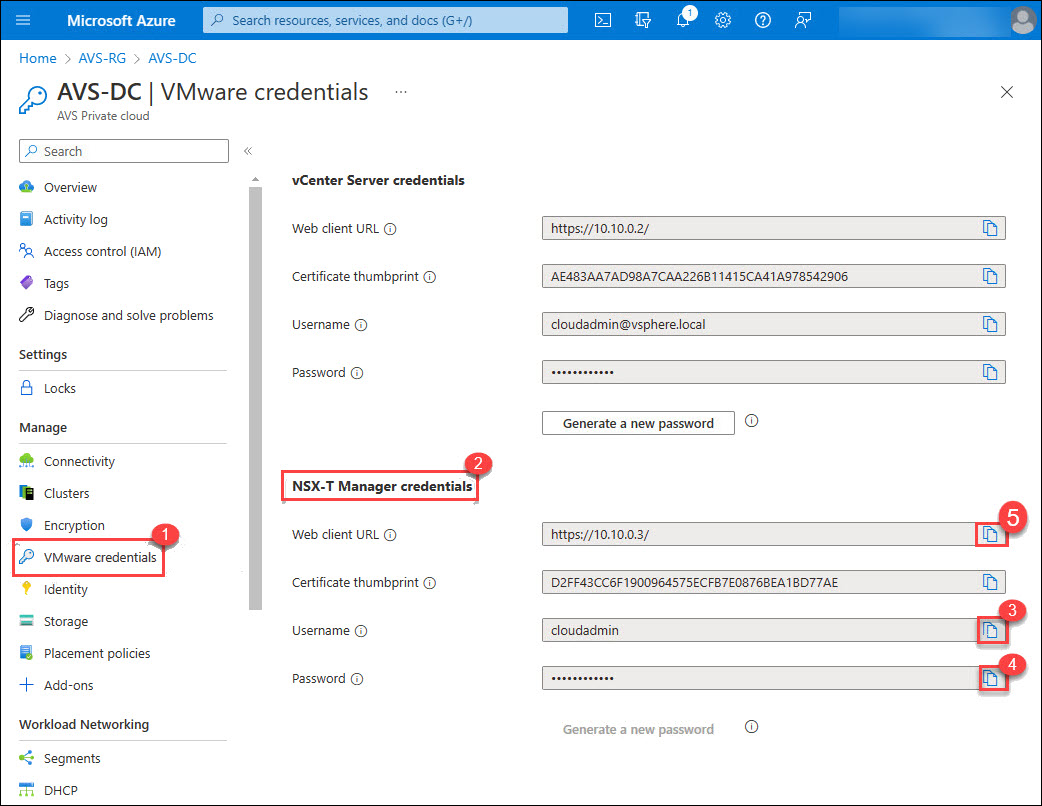 Microsoft Azure
Search resources, services, and docs (G+/)
1
Home > AVS-RG > AVS-DC
AVS-DC | VMware credentials ...
AVS Private cloud
Search
Overview
Activity log
Access control (IAM)
Tags
Diagnose and solve problems
Settings
Locks
Manage
Connectivity
Clusters
Encryption
1
VMware credentials
Identity
Storage
Placement policies
Add-ons
Workload Networking
Segments
DHCP
vCenter Server credentials
Web client URL https://10.10.0.2/
Certificate thumbprint AE483AA7AD98A7CAA226B11415CA41A978542906
Username cloudadmin@vsphere.local
Password ••••••••••••
Generate a new password
2
NSX-T Manager credentials
Web client URL https://10.10.0.3/ 5
Certificate thumbprint D2FF43CC6F1900964575ECFB7E0876BEA1BD77AE
Username cloudadmin 3
Password •••••••••••• 4
Generate a new password